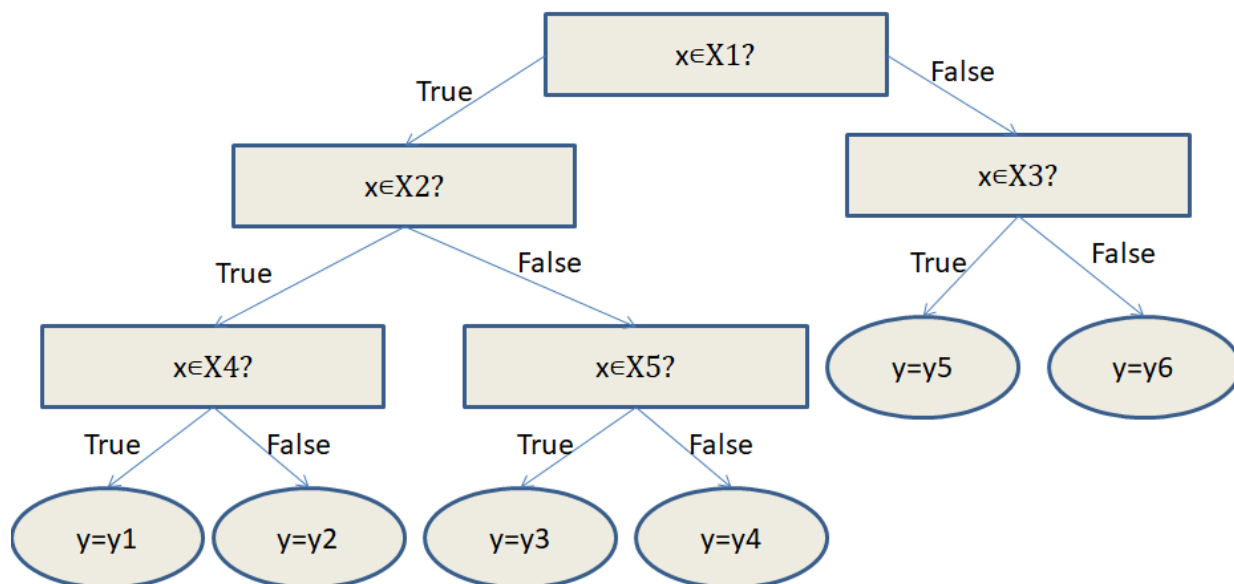 x∈X1?
True
False
x∈X2?
x∈X3?
True
False
True
False
x∈X4?
x∈X5?
y=y5
y=y6
True
False
True
False
y=y1
y=y2
y=y3
y=y4